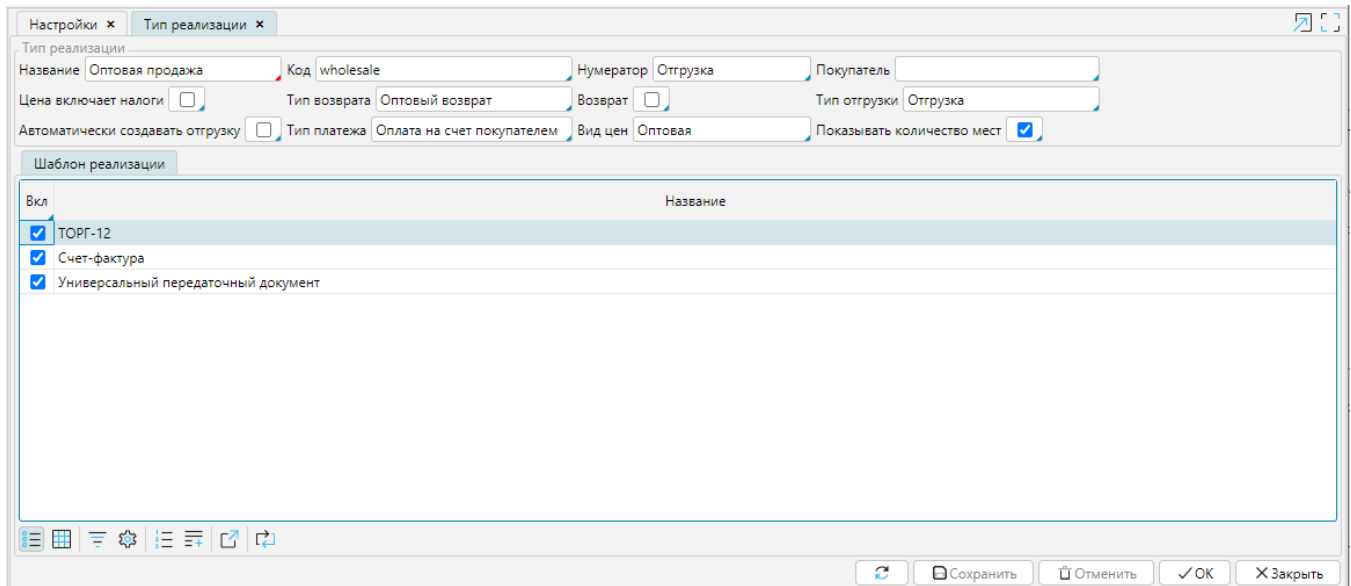 Настройки × Тип реализации ×
Тип реализации
Название Оптовая продажа Код wholesale Нумератор Отгрузка Покупатель
Цена включает налоги Тип возврата Оптовый возврат Возврат Тип отгрузки Отгрузка
Автоматически создавать отгрузку Тип платежа Оплата на счет покупателем Вид цен Оптовая Показывать количество мест
Шаблон реализации
Вкл Название
ТОРГ-12
Счет-фактура
Универсальный передаточный документ
Сохранить Отменить ОК Закрыть